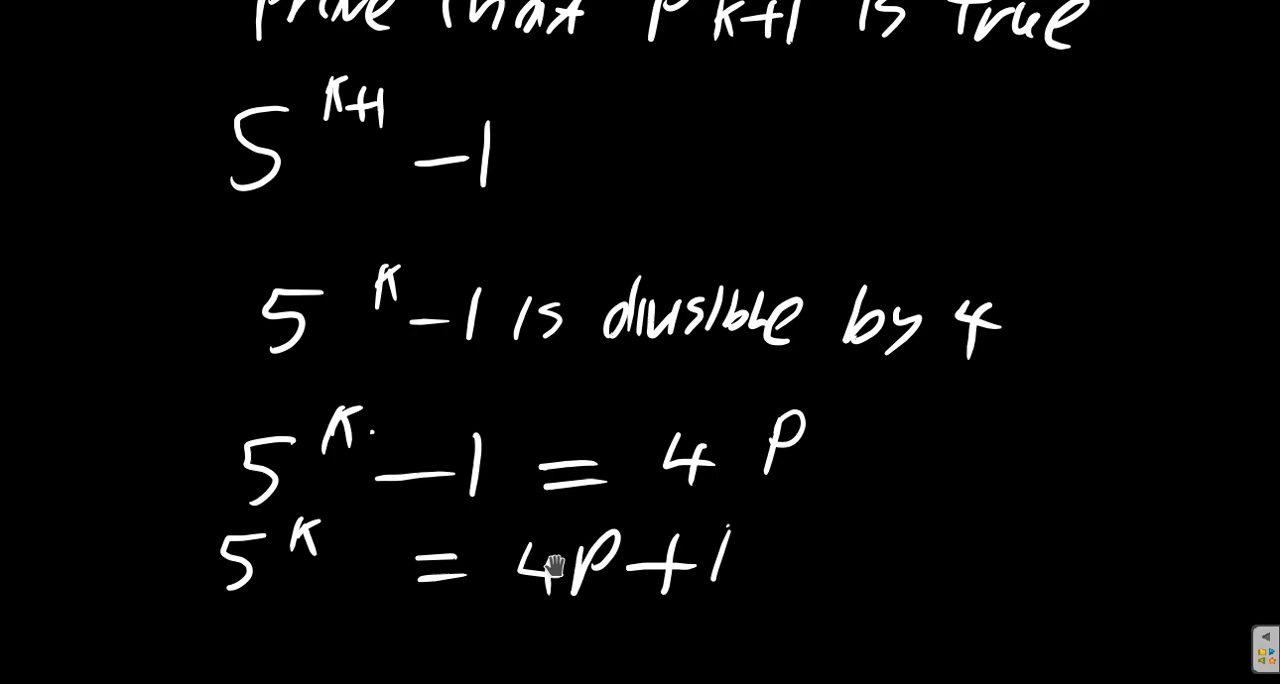 prove that P k+1 is true
5^{k+1} -1
5^k -1 is divisible by 4
5^k. -1 = 4 P
5^k = 4P+1